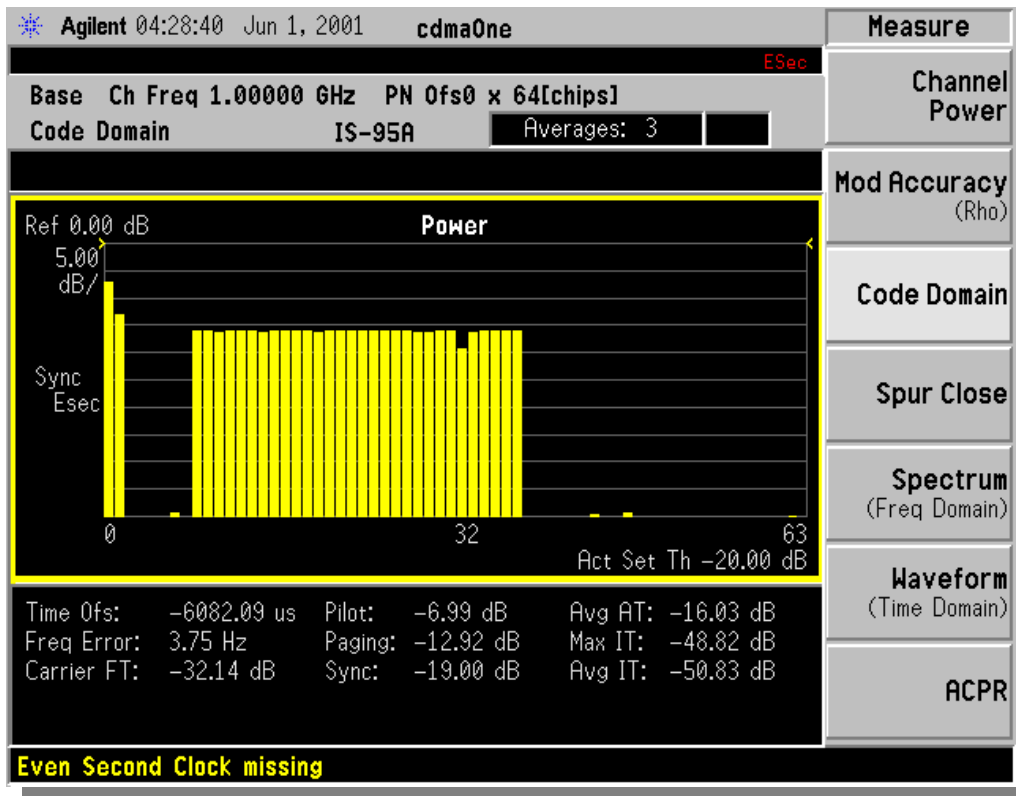 Agilent 04:28:40 Jun 1, 2001 cdmaOne
Measure
ESec
Base Ch Freq 1.00000 GHz PN Ofs0 x 64[chips]
Code Domain IS-95A Averages: 3
Channel
Power
Mod Accuracy
(Rho)
Code Domain
Spur Close
Spectrum
(Freq Domain)
Waveform
(Time Domain)
ACPR
Ref 0.00 dB Power
5.00
dB/
Sync
Esec
0 32 63
Act Set Th -20.00 dB
Time Ofs: -6082.09 us Pilot: -6.99 dB Avg AT: -16.03 dB
Freq Error: 3.75 Hz Paging: -12.92 dB Max IT: -48.82 dB
Carrier FT: -32.14 dB Sync: -19.00 dB Avg IT: -50.83 dB
Even Second Clock missing